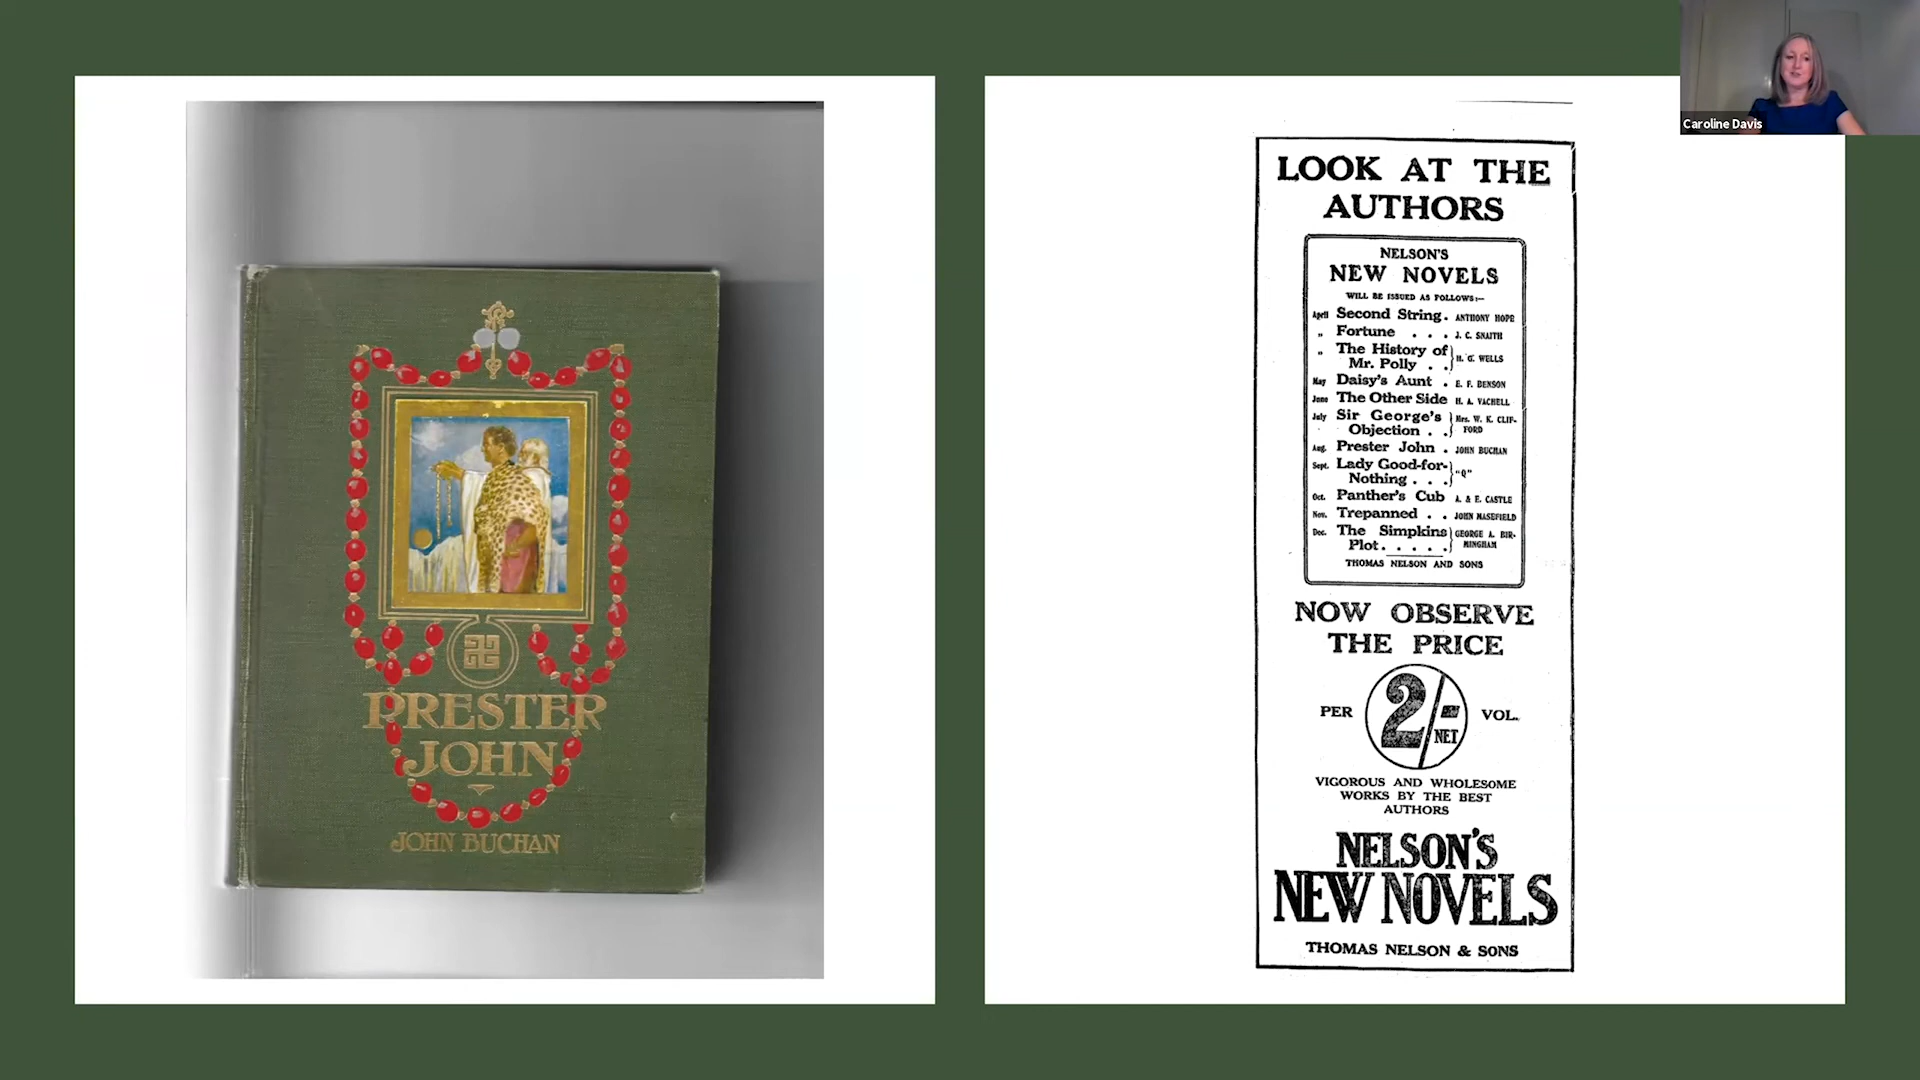 PRESTER
JOHN
JOHN BUCHAN
LOOK AT THE
AUTHORS
NELSON'S
NEW NOVELS
WILL BE ISSUED AS FOLLOWS:—
April Second String. ANTHONY HOPE
„ Fortune . . . J. C. SNAITH
„ The History of
Mr. Polly . . } H. G. WELLS
May Daisy's Aunt . E. F. BENSON
June The Other Side H. A. VACHELL
July Sir George's
Objection . . } Mrs. W. K. CLIF-
FORD
Aug. Prester John . JOHN BUCHAN
Sept. Lady Good-for-
Nothing . . . } "Q"
Oct. Panther's Cub A. & E. CASTLE
Nov. Trepanned . . JOHN MASEFIELD
Dec. The Simpkins
Plot. . . . . } GEORGE A. BIR-
MINGHAM
THOMAS NELSON AND SONS
NOW OBSERVE
THE PRICE
PER 2/- NET VOL.
VIGOROUS AND WHOLESOME
WORKS BY THE BEST
AUTHORS
NELSON'S
NEW NOVELS
THOMAS NELSON & SONS
Caroline Davis